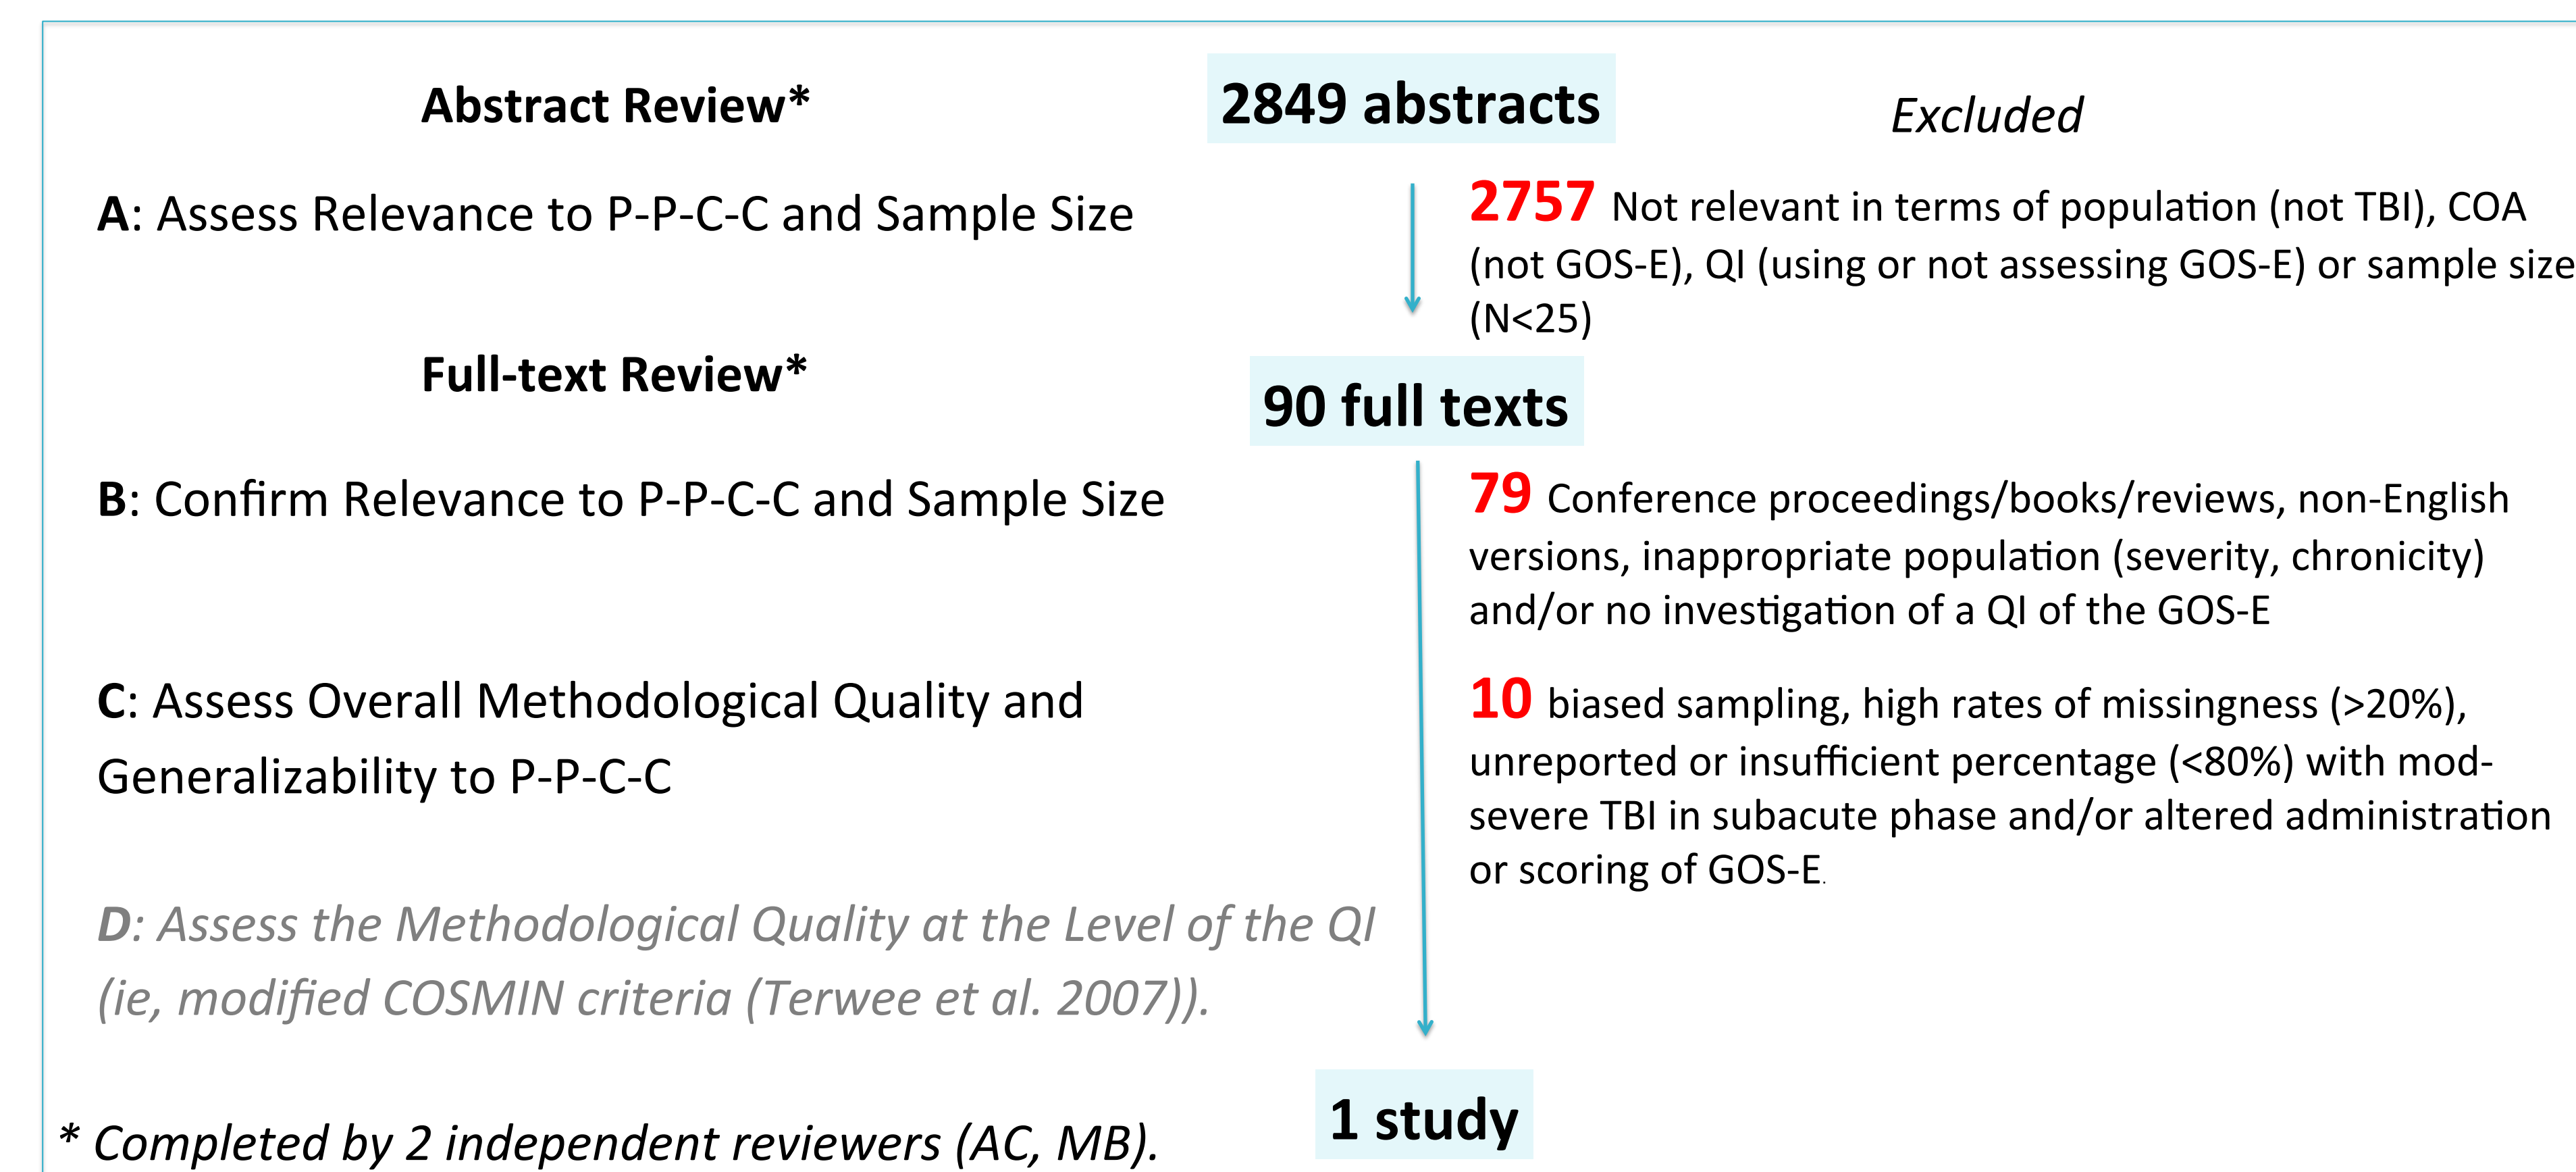 Abstract Review*
2849 abstracts
Excluded
A: Assess Relevance to P-P-C-C and Sample Size
2757 Not relevant in terms of population (not TBI), COA
(not GOS-E), QI (using or not assessing GOS-E) or sample size
(N<25)
Full-text Review*
90 full texts
B: Confirm Relevance to P-P-C-C and Sample Size
79 Conference proceedings/books/reviews, non-English
versions, inappropriate population (severity, chronicity)
and/or no investigation of a QI of the GOS-E
C: Assess Overall Methodological Quality and
Generalizability to P-P-C-C
10 biased sampling, high rates of missingness (>20%),
unreported or insufficient percentage (<80%) with mod-
severe TBI in subacute phase and/or altered administration
or scoring of GOS-E.
D: Assess the Methodological Quality at the Level of the QI
(ie, modified COSMIN criteria (Terwee et al. 2007)).
1 study
* Completed by 2 independent reviewers (AC, MB).